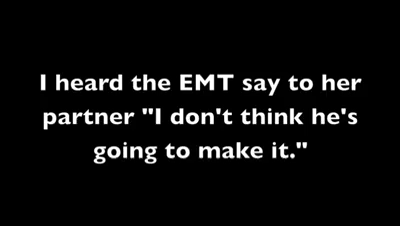 I heard the EMT say to her
partner "I don't think he's
going to make it."